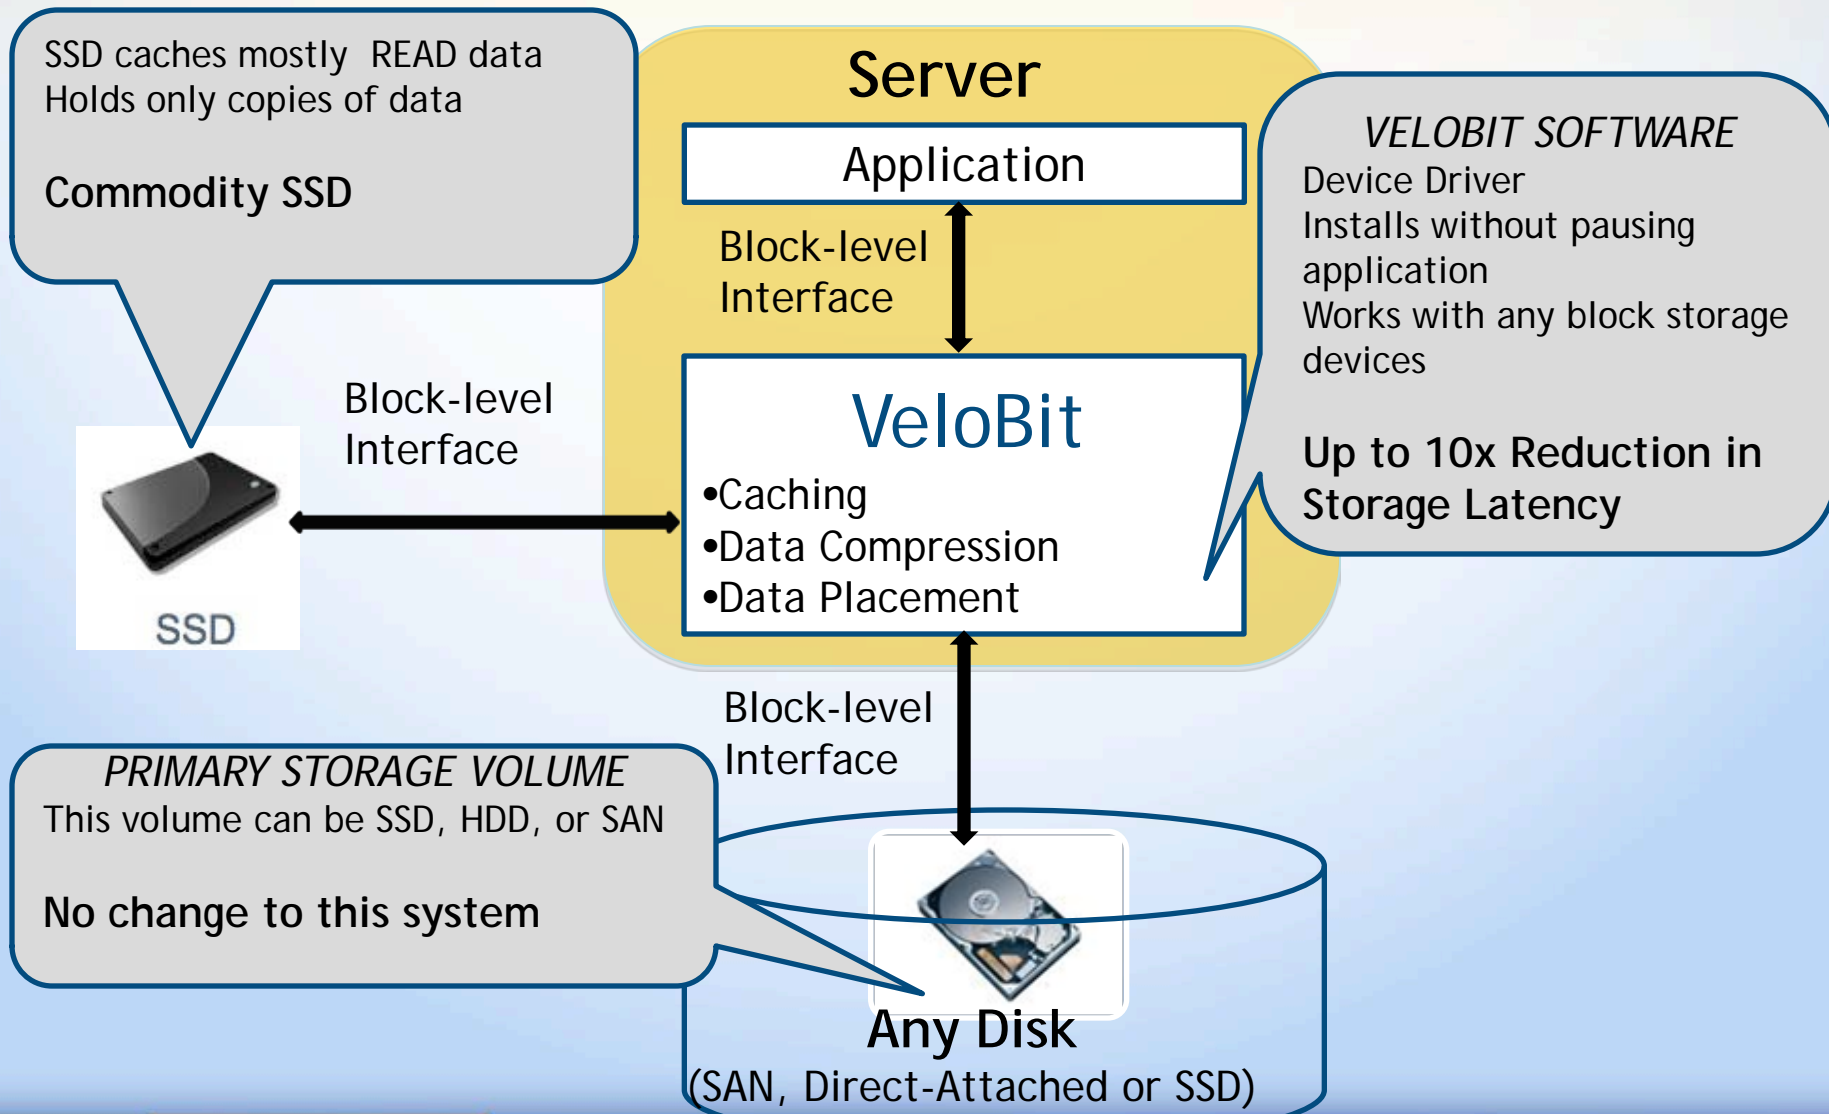 SSD caches mostly READ data
Holds only copies of data
Commodity SSD
Server
Application
Block-level
Interface
VELOBIT SOFTWARE
Device Driver
Installs without pausing
application
Works with any block storage
devices
Up to 10x Reduction in
Storage Latency
Block-level
Interface
VeloBit
•Caching
•Data Compression
•Data Placement
SSD
Block-level
Interface
PRIMARY STORAGE VOLUME
This volume can be SSD, HDD, or SAN
No change to this system
Any Disk
(SAN, Direct-Attached or SSD)